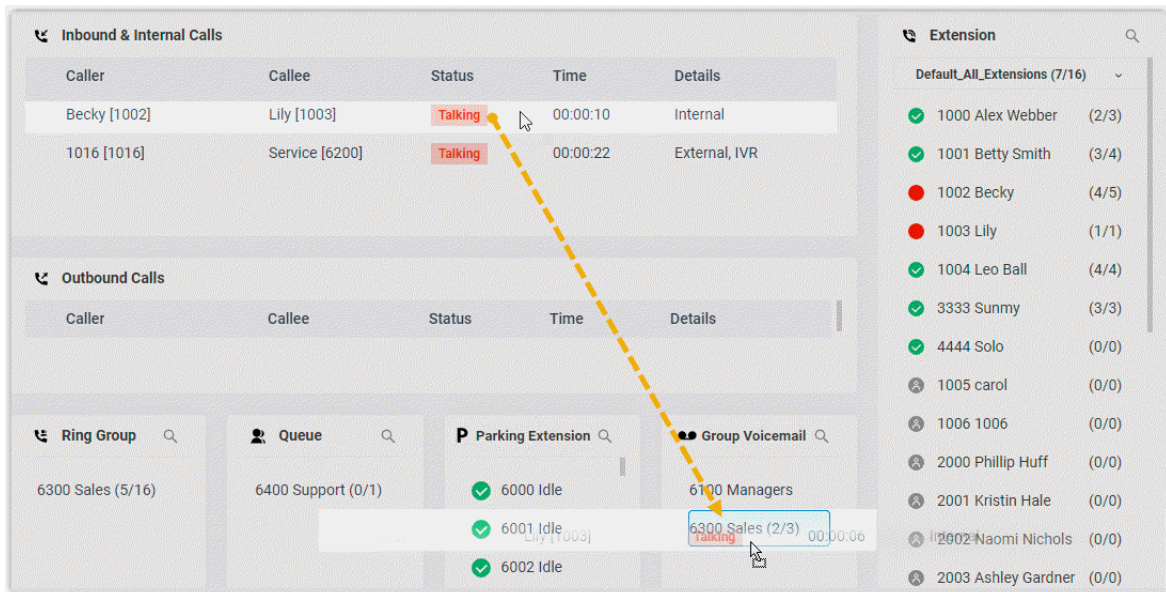 Inbound & Internal Calls
Caller Callee Status Time Details
Becky [1002] Lily [1003] Talking 00:00:10 Internal
1016 [1016] Service [6200] Talking 00:00:22 External, IVR
Outbound Calls
Caller Callee Status Time Details
Ring Group
6300 Sales (5/16)
Queue
6400 Support (0/1)
P Parking Extension
6000 Idle
6001 Idle
6002 Idle
Group Voicemail
6100 Managers
6300 Sales (2/3)
Lily [1003] Talking 00:00:06 Internal
Extension
Default_All_Extensions (7/16)
1000 Alex Webber (2/3)
1001 Betty Smith (3/4)
1002 Becky (4/5)
1003 Lily (1/1)
1004 Leo Ball (4/4)
3333 Sunmy (3/3)
4444 Solo (0/0)
1005 carol (0/0)
1006 1006 (0/0)
2000 Phillip Huff (0/0)
2001 Kristin Hale (0/0)
2002 Naomi Nichols (0/0)
2003 Ashley Gardner (0/0)